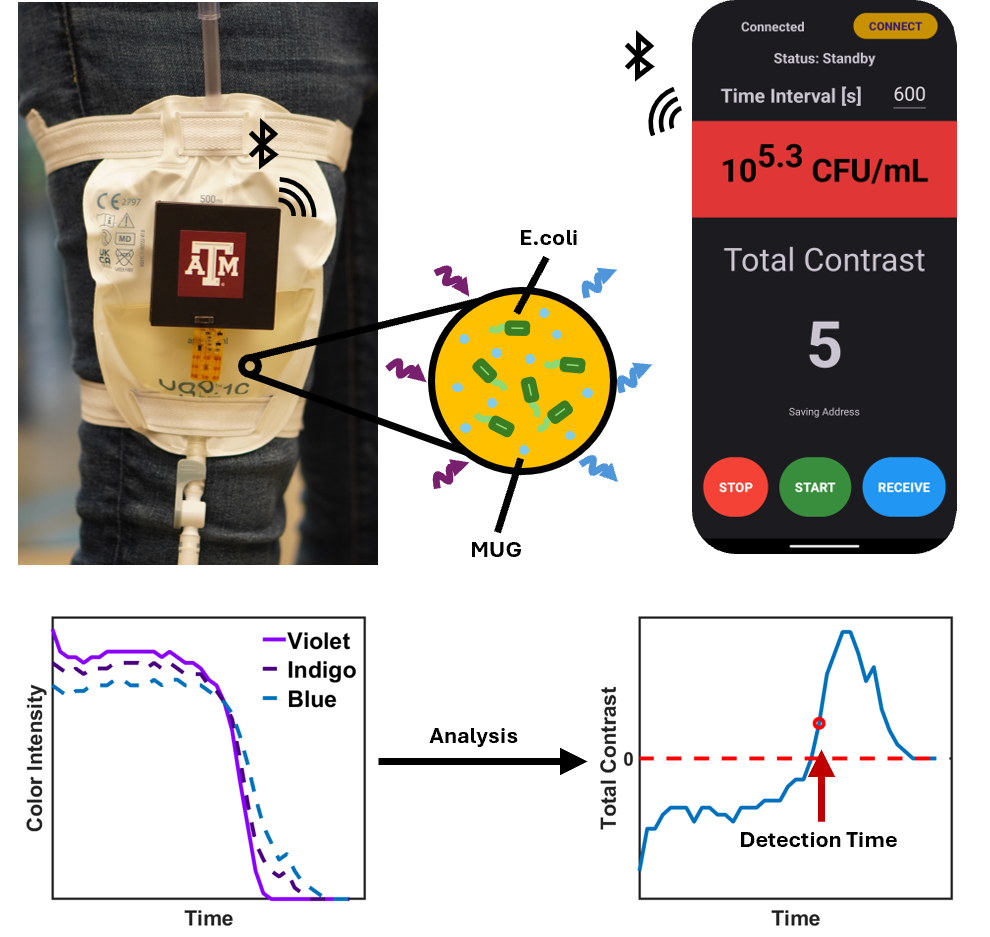 CE 2797
500
MD
ATM
E.coli
MUG
Connected
CONNECT
Status: Standby
Time Interval [s] 600
10^5.3 CFU/mL
Total Contrast
5
Saving Address
STOP
START
RECEIVE
Color Intensity
Violet
Indigo
Blue
Time
Analysis
Total Contrast
0
Detection Time
Time